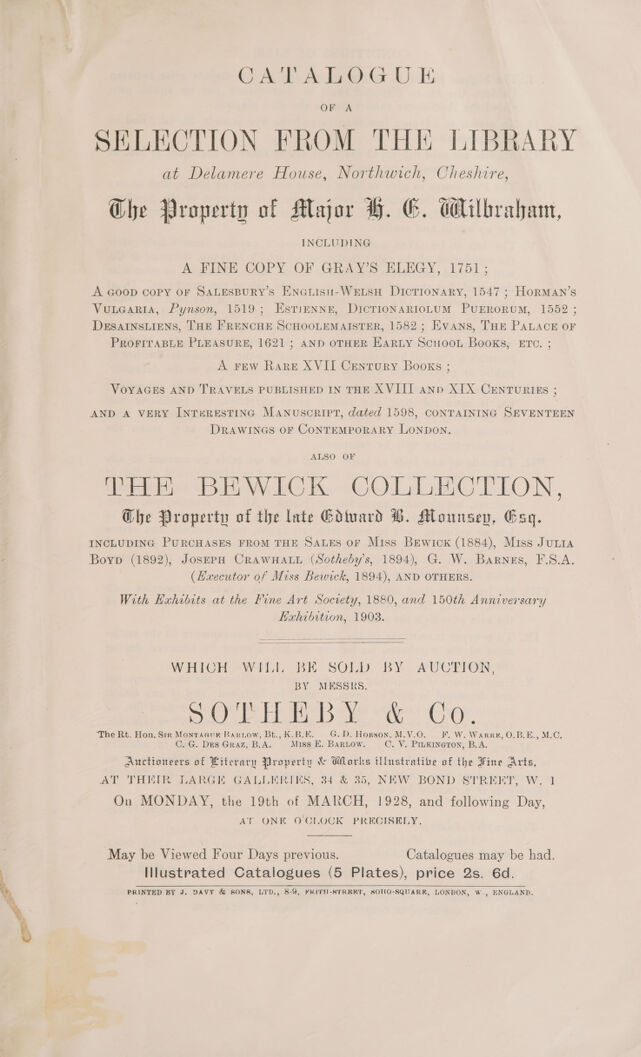 CATALOGUE
OF A
SELECTION FROM THE LIBRARY
at Delamere House, Northwich, Cheshire,
The Property of Major H. E. Wilbraham,
INCLUDING
A FINE COPY OF GRAY'S ELEGY, 1751;
A GOOD COPY OF SALESBURY'S ENGLISH-WELSH DICTIONARY, 1547; HORMAN'S
VULGARIA, Pynson, 1519; ESTIENNE, DICTIONARIOLUM PUERORUM, 1552;
DESAINSLIENS, THE FRENCHE SCHOOLEMAISTER, 1582; EVANS, THE PALACE OF
PROFITABLE PLEASURE, 1621; AND OTHER EARLY SCHOOL BOOKS, ETC.;
A FEW RARE XVII CENTURY BOOKS;
VOYAGES AND TRAVELS PUBLISHED IN THE XVIII AND XIX CENTURIES;
AND A VERY INTERESTING MANUSCRIPT, dated 1598, CONTAINING SEVENTEEN
DRAWINGS OF CONTEMPORARY LONDON.
ALSO OF
THE BEWICK COLLECTION,
The Property of the late Edward B. Mounsey, Esq.
INCLUDING PURCHASES FROM THE SALES OF MISS BEWICK (1884), MISS JULIA
BOYD (1892), JOSEPH CRAWHALL (Sotheby's, 1894), G. W. BARNES, F.S.A.
(Executor of Miss Bewick, 1894), AND OTHERS.
With Exhibits at the Fine Art Society, 1880, and 150th Anniversary
Exhibition, 1903.
WHICH WILL BE SOLD BY AUCTION,
BY MESSRS.
SOTHEBY & Co.
The Rt. Hon. SIR MONTAGUE BARLOW, Bt., K.B.E. G. D. HOBSON, M.V.O. F. W. WARRE, O.B.E., M.C.
C. G. DES GRAZ, B.A. MISS E. BARLOW. C. V. PILKINGTON, B.A.
Auctioneers of Literary Property & Works illustrative of the Fine Arts,
AT THEIR LARGE GALLERIES, 34 & 35, NEW BOND STREET, W. 1
On MONDAY, the 19th of MARCH, 1928, and following Day,
AT ONE O'CLOCK PRECISELY.
May be Viewed Four Days previous. Catalogues may be had.
Illustrated Catalogues (5 Plates), price 2s. 6d.
PRINTED BY J. DAVY & SONS, LTD., 8-9, FRITH-STREET, SOHO-SQUARE, LONDON, W , ENGLAND.